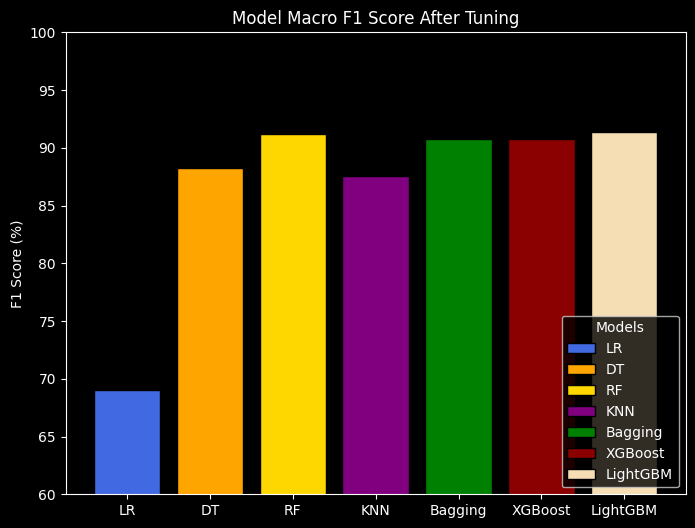 Model Macro F1 Score After Tuning
F1 Score (%)
100
95
90
85
80
75
70
65
60
LR
DT
RF
KNN
Bagging
XGBoost
LightGBM
Models
LR
DT
RF
KNN
Bagging
XGBoost
LightGBM